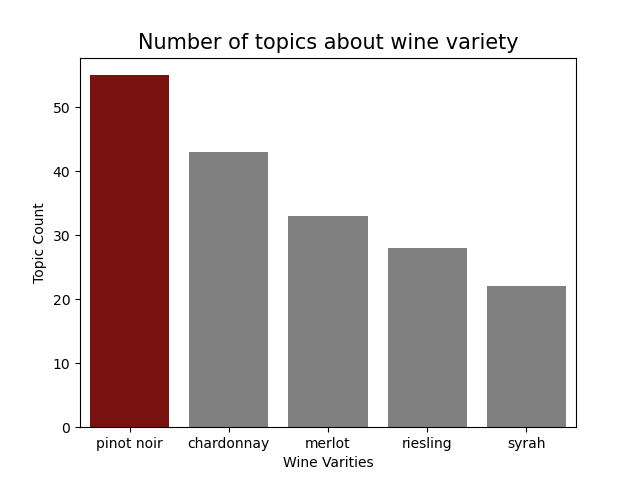 Number of topics about wine variety
Topic Count
50
40
30
20
10
0
pinot noir chardonnay merlot riesling syrah
Wine Varities